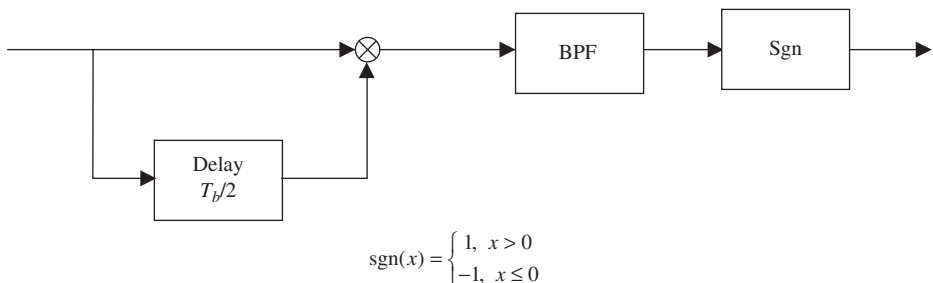 BPF
Sgn
Delay
T_b/2
sgn(x) = { 1, x > 0
−1, x ≤ 0